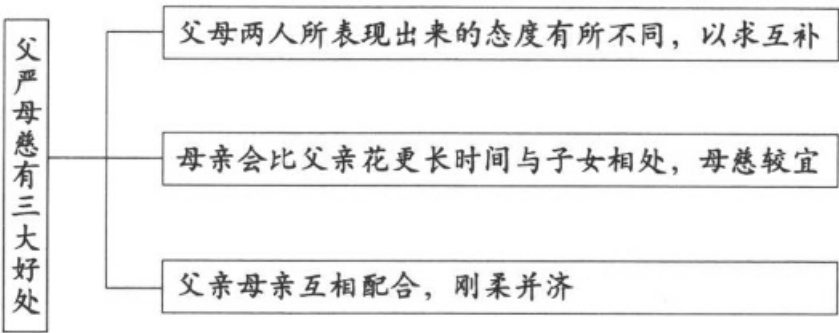 父严母慈有三大好处
父母两人所表现出来的态度有所不同，以求互补
母亲会比父亲花更长时间与子女相处，母慈较宜
父亲母亲互相配合，刚柔并济